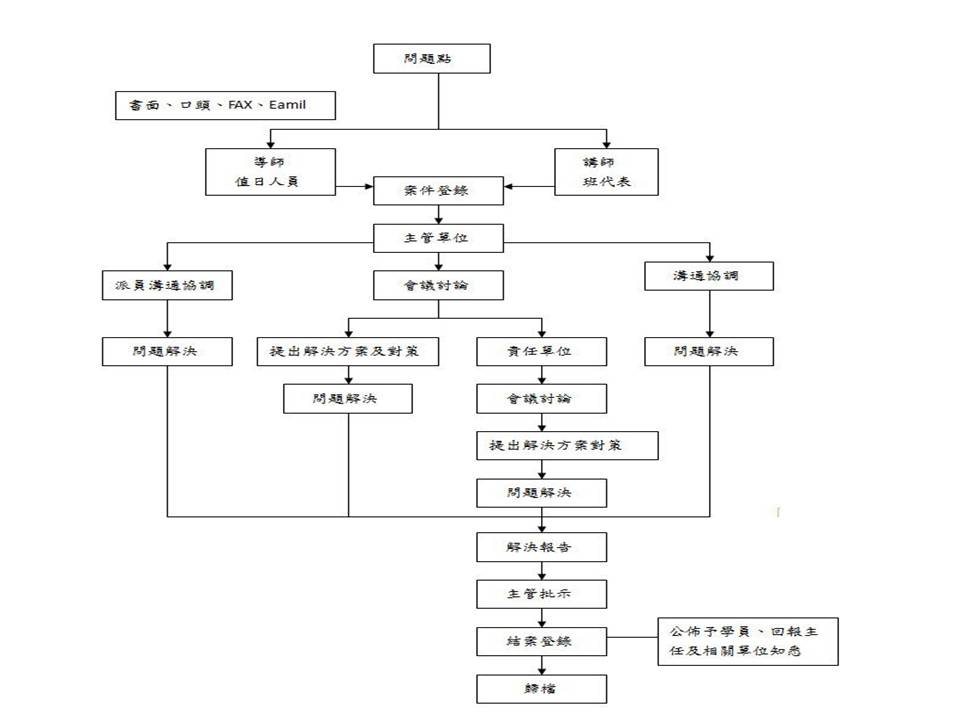 問題點
書面、口頭、FAX、Eamil
導師
值日人員
講師
班代表
案件登錄
主管單位
派員溝通協調
會議討論
溝通協調
問題解決
提出解決方案及對策
責任單位
問題解決
問題解決
會議討論
提出解決方案對策
問題解決
解決報告
主管批示
結案登錄
公佈予學員、回報主
任及相關單位知悉
歸檔